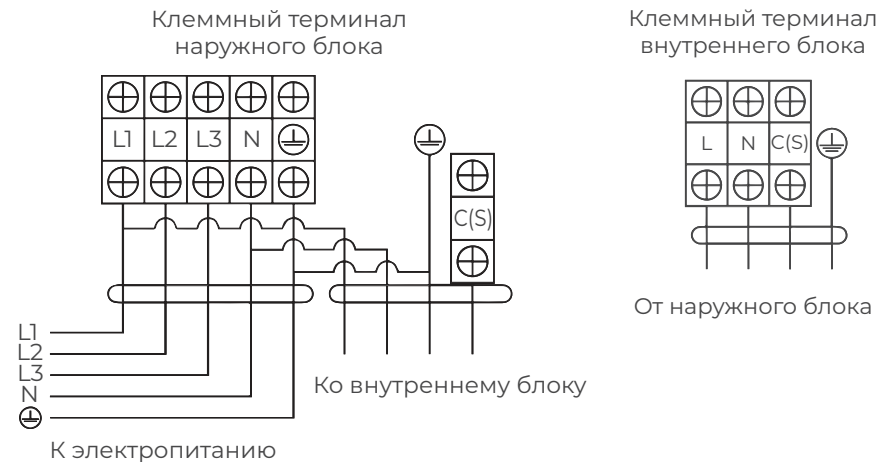 Клеммный терминал
наружного блока
L1 L2 L3 N
C(S)
L1
L2
L3
N
Ко внутреннему блоку
К электропитанию
Клеммный терминал
внутреннего блока
L N C(S)
От наружного блока